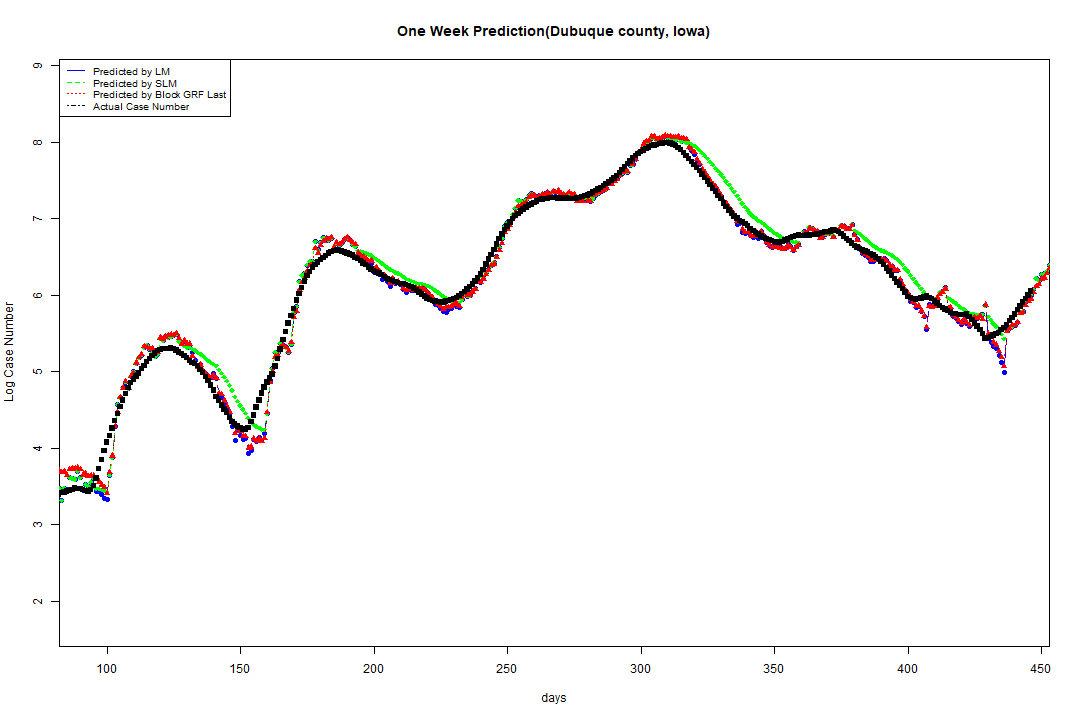 One Week Prediction(Dubuque county, Iowa)
Predicted by LM
Predicted by SLM
Predicted by Block GRF Last
Actual Case Number
9
8
7
6
5
4
3
2
Log Case Number
100 150 200 250 300 350 400 450
days